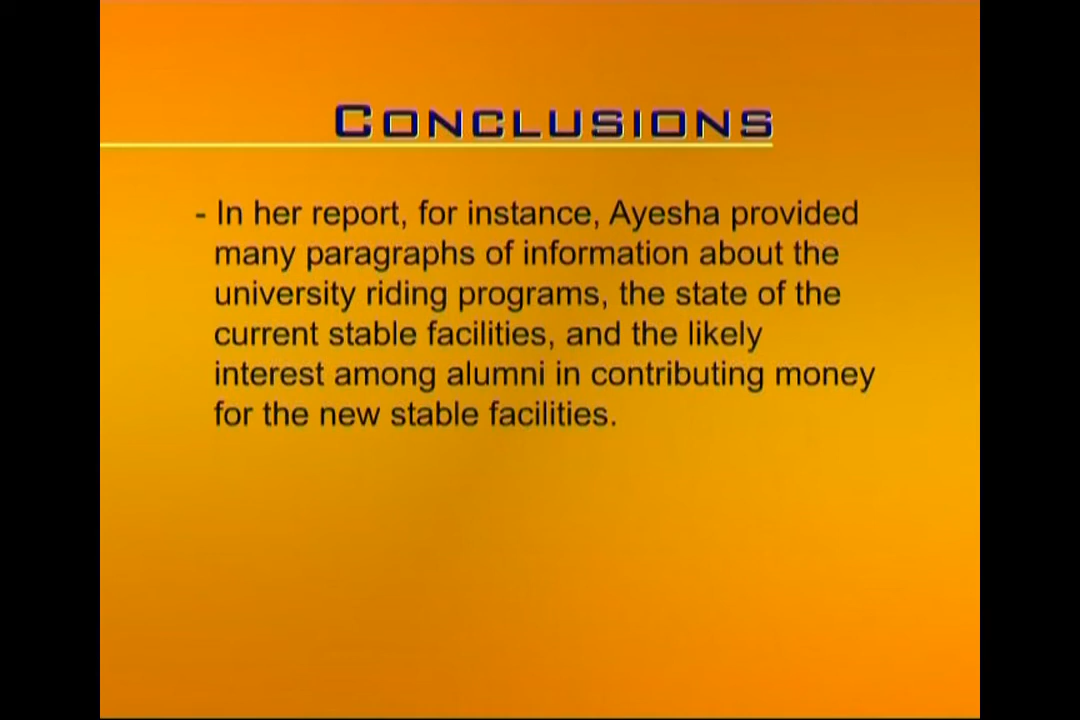 CONCLUSIONS
- In her report, for instance, Ayesha provided
many paragraphs of information about the
university riding programs, the state of the
current stable facilities, and the likely
interest among alumni in contributing money
for the new stable facilities.